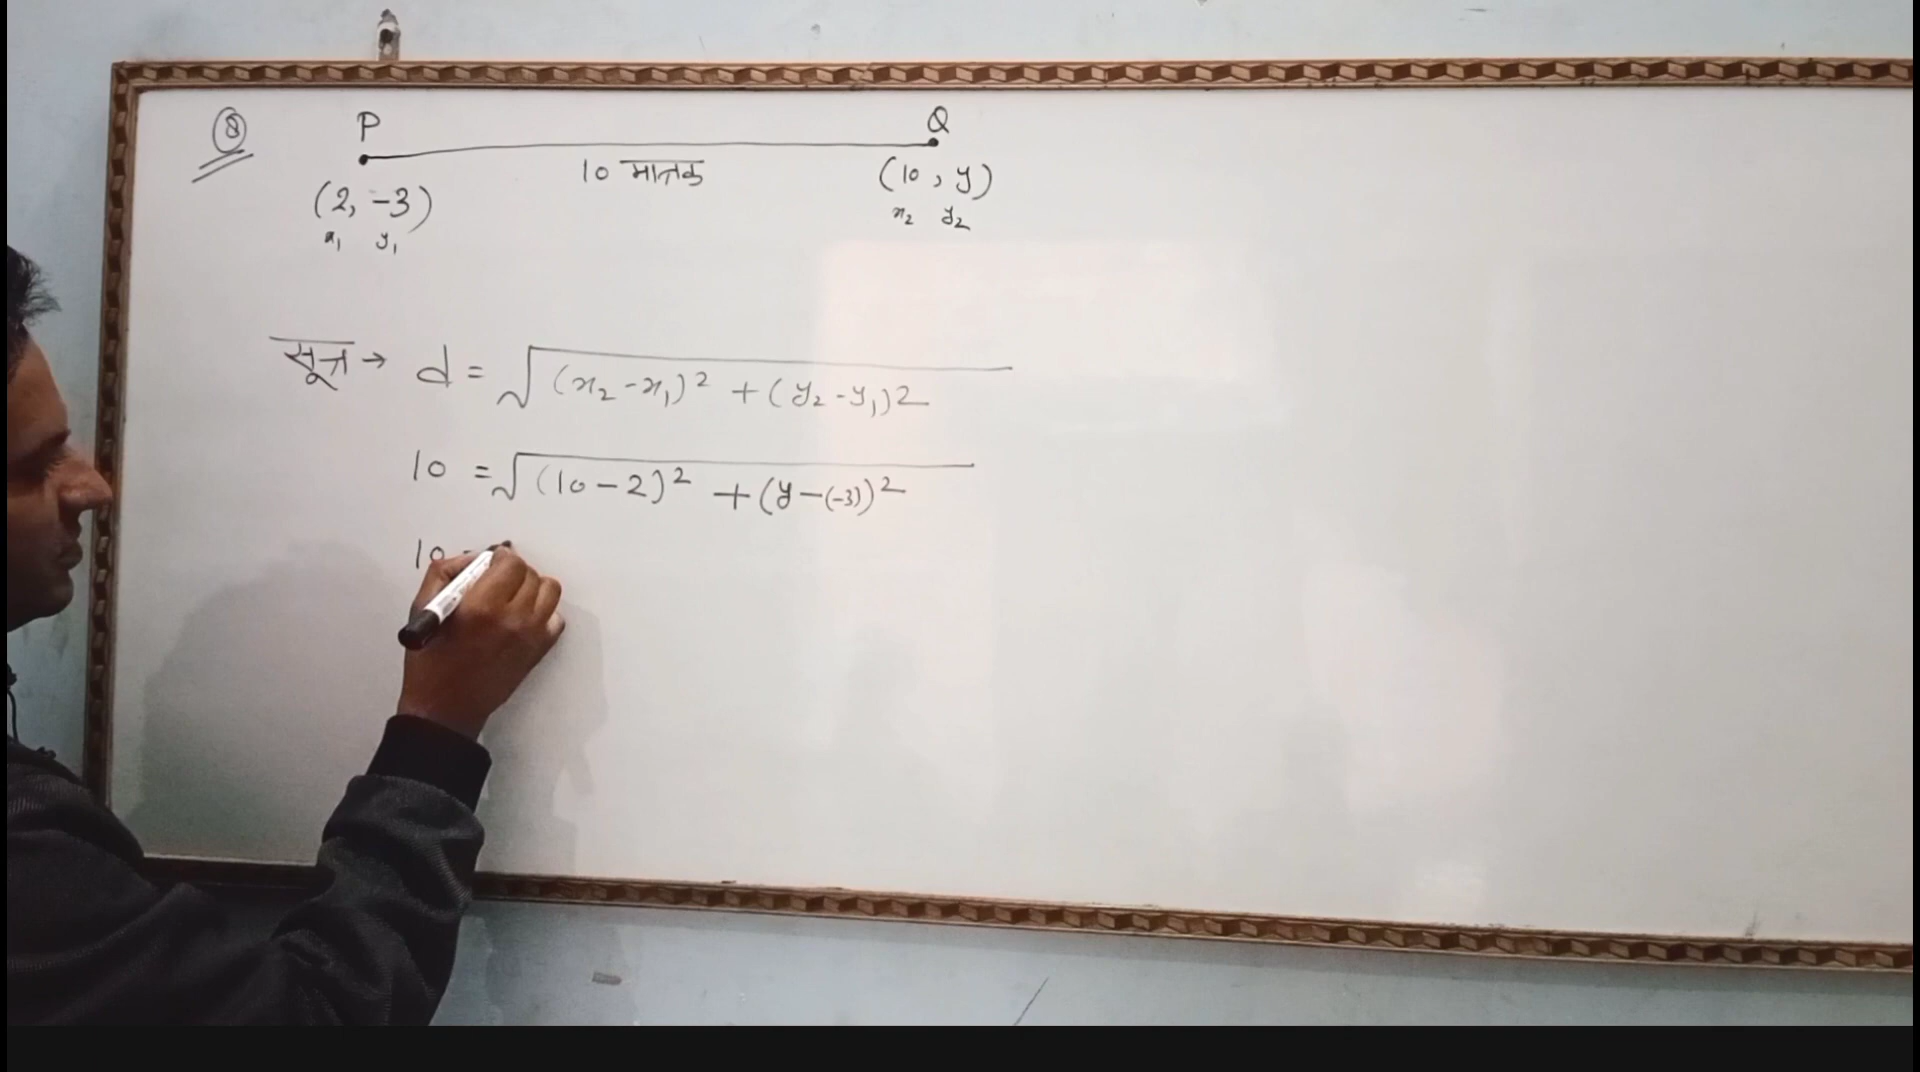 ⑧ P Q
10 मात्रक
(2, -3) (10, y)
x₁ y₁ x₂ y₂
सूत्र → d = √(x₂ - x₁)² + (y₂ - y₁)²
10 = √(10 - 2)² + (y - (-3))²
10 =